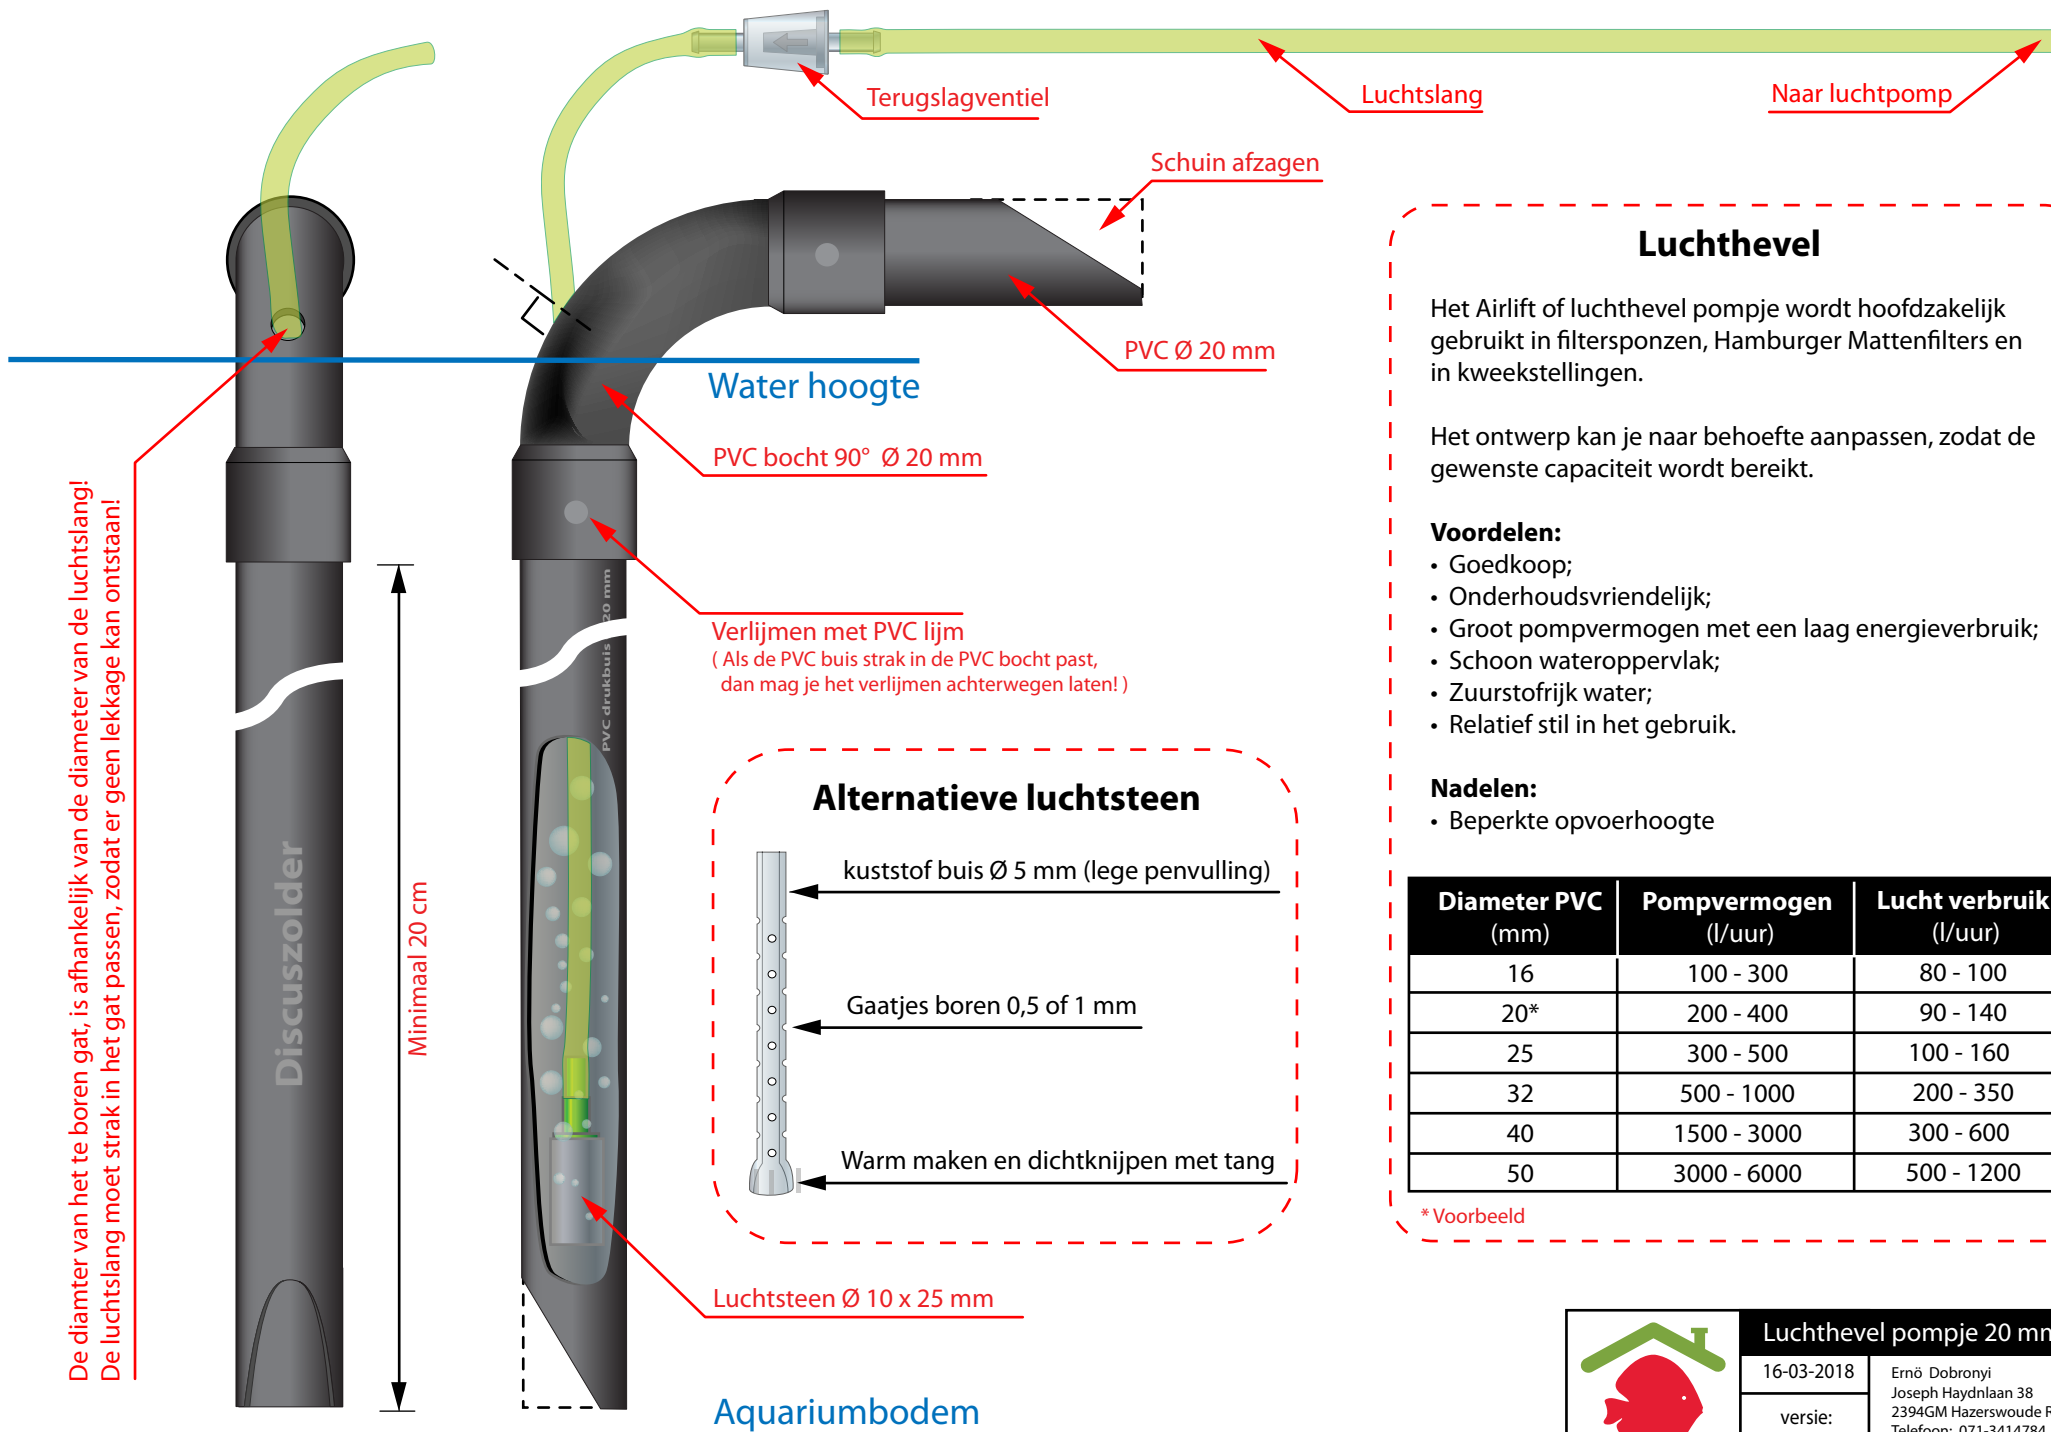 Terugslagventiel
Luchtslang
Naar luchtpomp
Schuin afzagen
PVC Ø 20 mm
Water hoogte
PVC bocht 90° Ø 20 mm
De diamter van het te boren gat, is afhankelijk van de diameter van de luchtslang!
De luchtslang moet strak in het gat passen, zodat er geen lekkage kan ontstaan!
Discuszolder
Minimaal 20 cm
PVC drukbuis 20 mm
Verlijmen met PVC lijm
( Als de PVC buis strak in de PVC bocht past,
dan mag je het verlijmen achterwegen laten! )
Alternatieve luchtsteen
kuststof buis Ø 5 mm (lege penvulling)
Gaatjes boren 0,5 of 1 mm
Warm maken en dichtknijpen met tang
Luchtsteen Ø 10 x 25 mm
Aquariumbodem
Luchthevel
Het Airlift of luchthevel pompje wordt hoofdzakelijk
gebruikt in filtersponzen, Hamburger Mattenfilters en
in kweekstellingen.
Het ontwerp kan je naar behoefte aanpassen, zodat de
gewenste capaciteit wordt bereikt.
Voordelen:
• Goedkoop;
• Onderhoudsvriendelijk;
• Groot pompvermogen met een laag energieverbruik;
• Schoon wateroppervlak;
• Zuurstofrijk water;
• Relatief stil in het gebruik.
Nadelen:
• Beperkte opvoerhoogte
Diameter PVC Pompvermogen Lucht verbruik
(mm) (l/uur) (l/uur)
16 100 - 300 80 - 100
20* 200 - 400 90 - 140
25 300 - 500 100 - 160
32 500 - 1000 200 - 350
40 1500 - 3000 300 - 600
50 3000 - 6000 500 - 1200
* Voorbeeld
Luchthevel pompje 20 mm
16-03-2018
versie:
Ernö Dobronyi
Joseph Haydnlaan 38
2394GM Hazerswoude R
Telefoon: 071-3414784